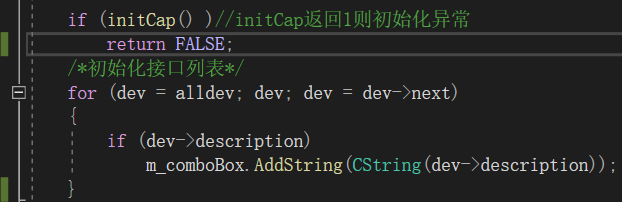 if (initCap() )//initCap返回1则初始化异常
return FALSE;
/*初始化接口列表*/
for (dev = alldev; dev; dev = dev->next)
{
if (dev->description)
m_comboBox.AddString(CString(dev->description));
}